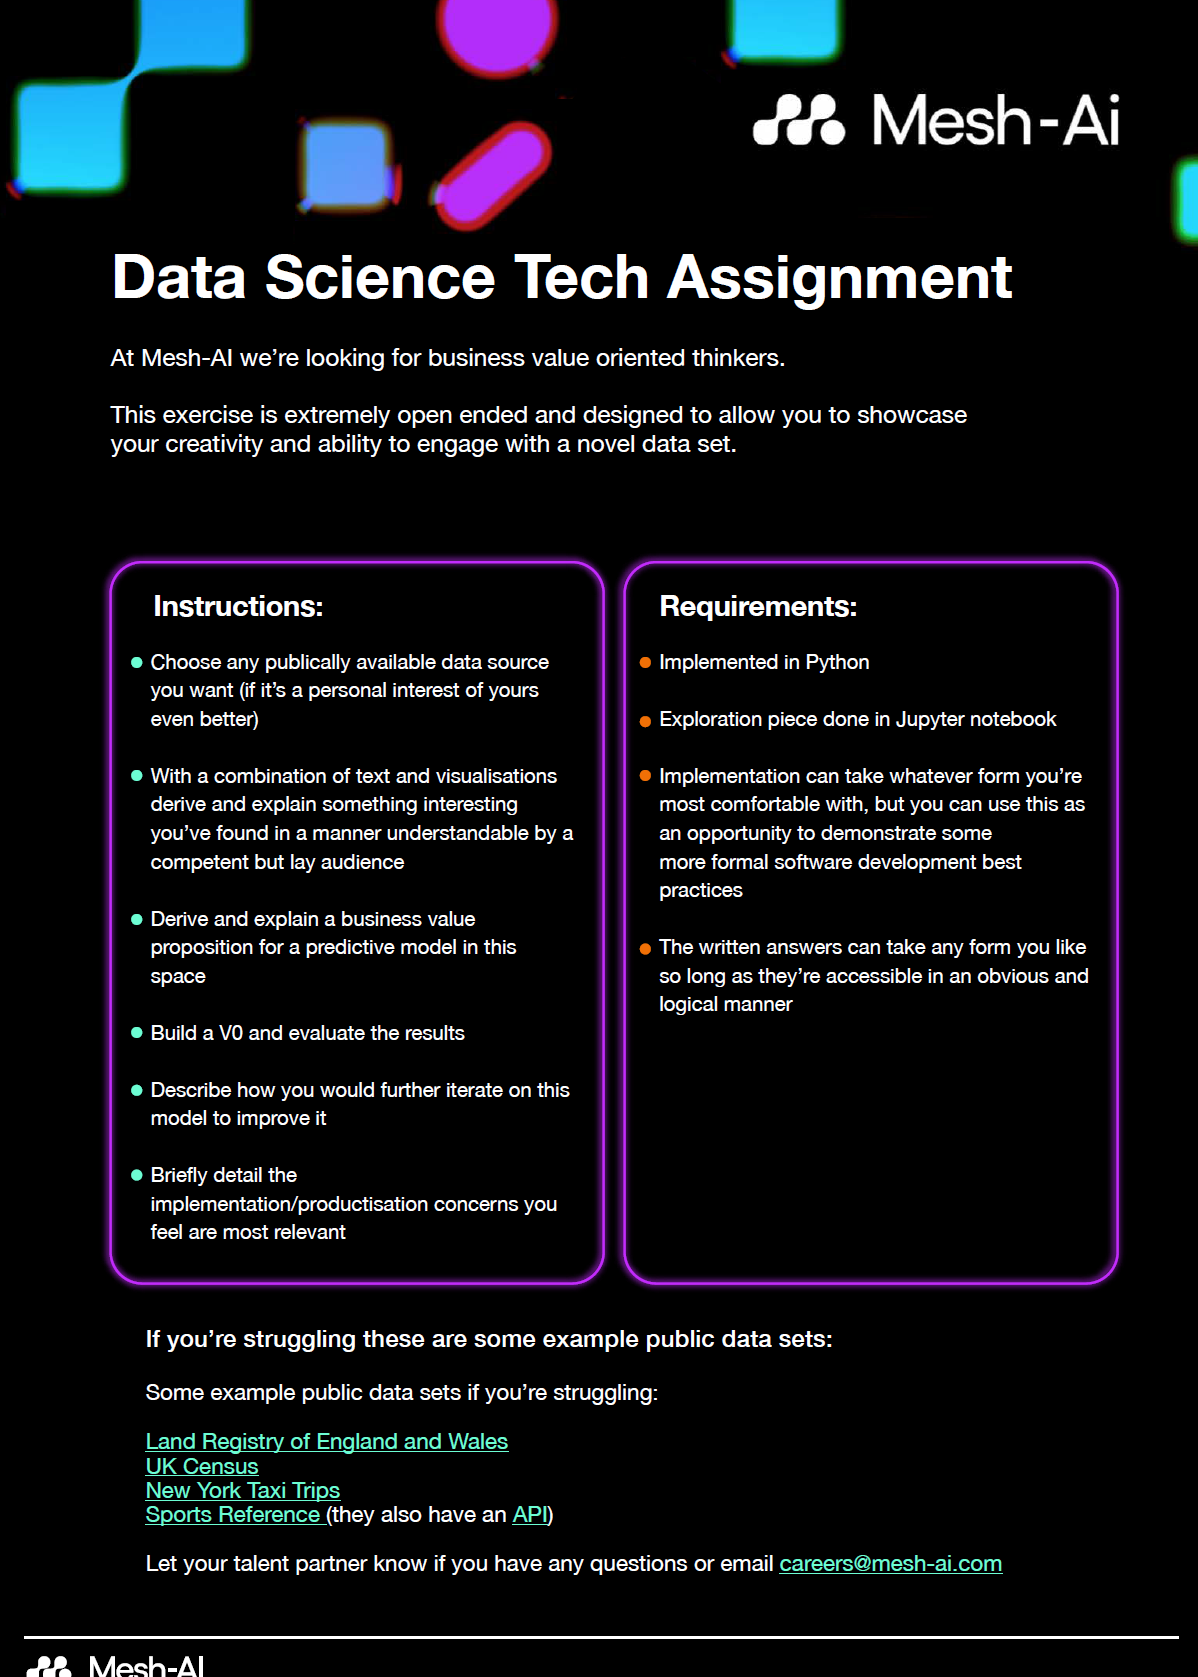 Mesh-Ai
Data Science Tech Assignment
At Mesh-AI we're looking for business value oriented thinkers.
This exercise is extremely open ended and designed to allow you to showcase
your creativity and ability to engage with a novel data set.
Instructions:
Choose any publically available data source
you want (if it's a personal interest of yours
even better)
With a combination of text and visualisations
derive and explain something interesting
you've found in a manner understandable by a
competent but lay audience
Derive and explain a business value
proposition for a predictive model in this
space
Build a V0 and evaluate the results
Describe how you would further iterate on this
model to improve it
Briefly detail the
implementation/productisation concerns you
feel are most relevant
Requirements:
Implemented in Python
Exploration piece done in Jupyter notebook
Implementation can take whatever form you're
most comfortable with, but you can use this as
an opportunity to demonstrate some
more formal software development best
practices
The written answers can take any form you like
so long as they're accessible in an obvious and
logical manner
If you're struggling these are some example public data sets:
Some example public data sets if you're struggling:
Land Registry of England and Wales
UK Census
New York Taxi Trips
Sports Reference (they also have an API)
Let your talent partner know if you have any questions or email careers@mesh-ai.com
Mesh-AI